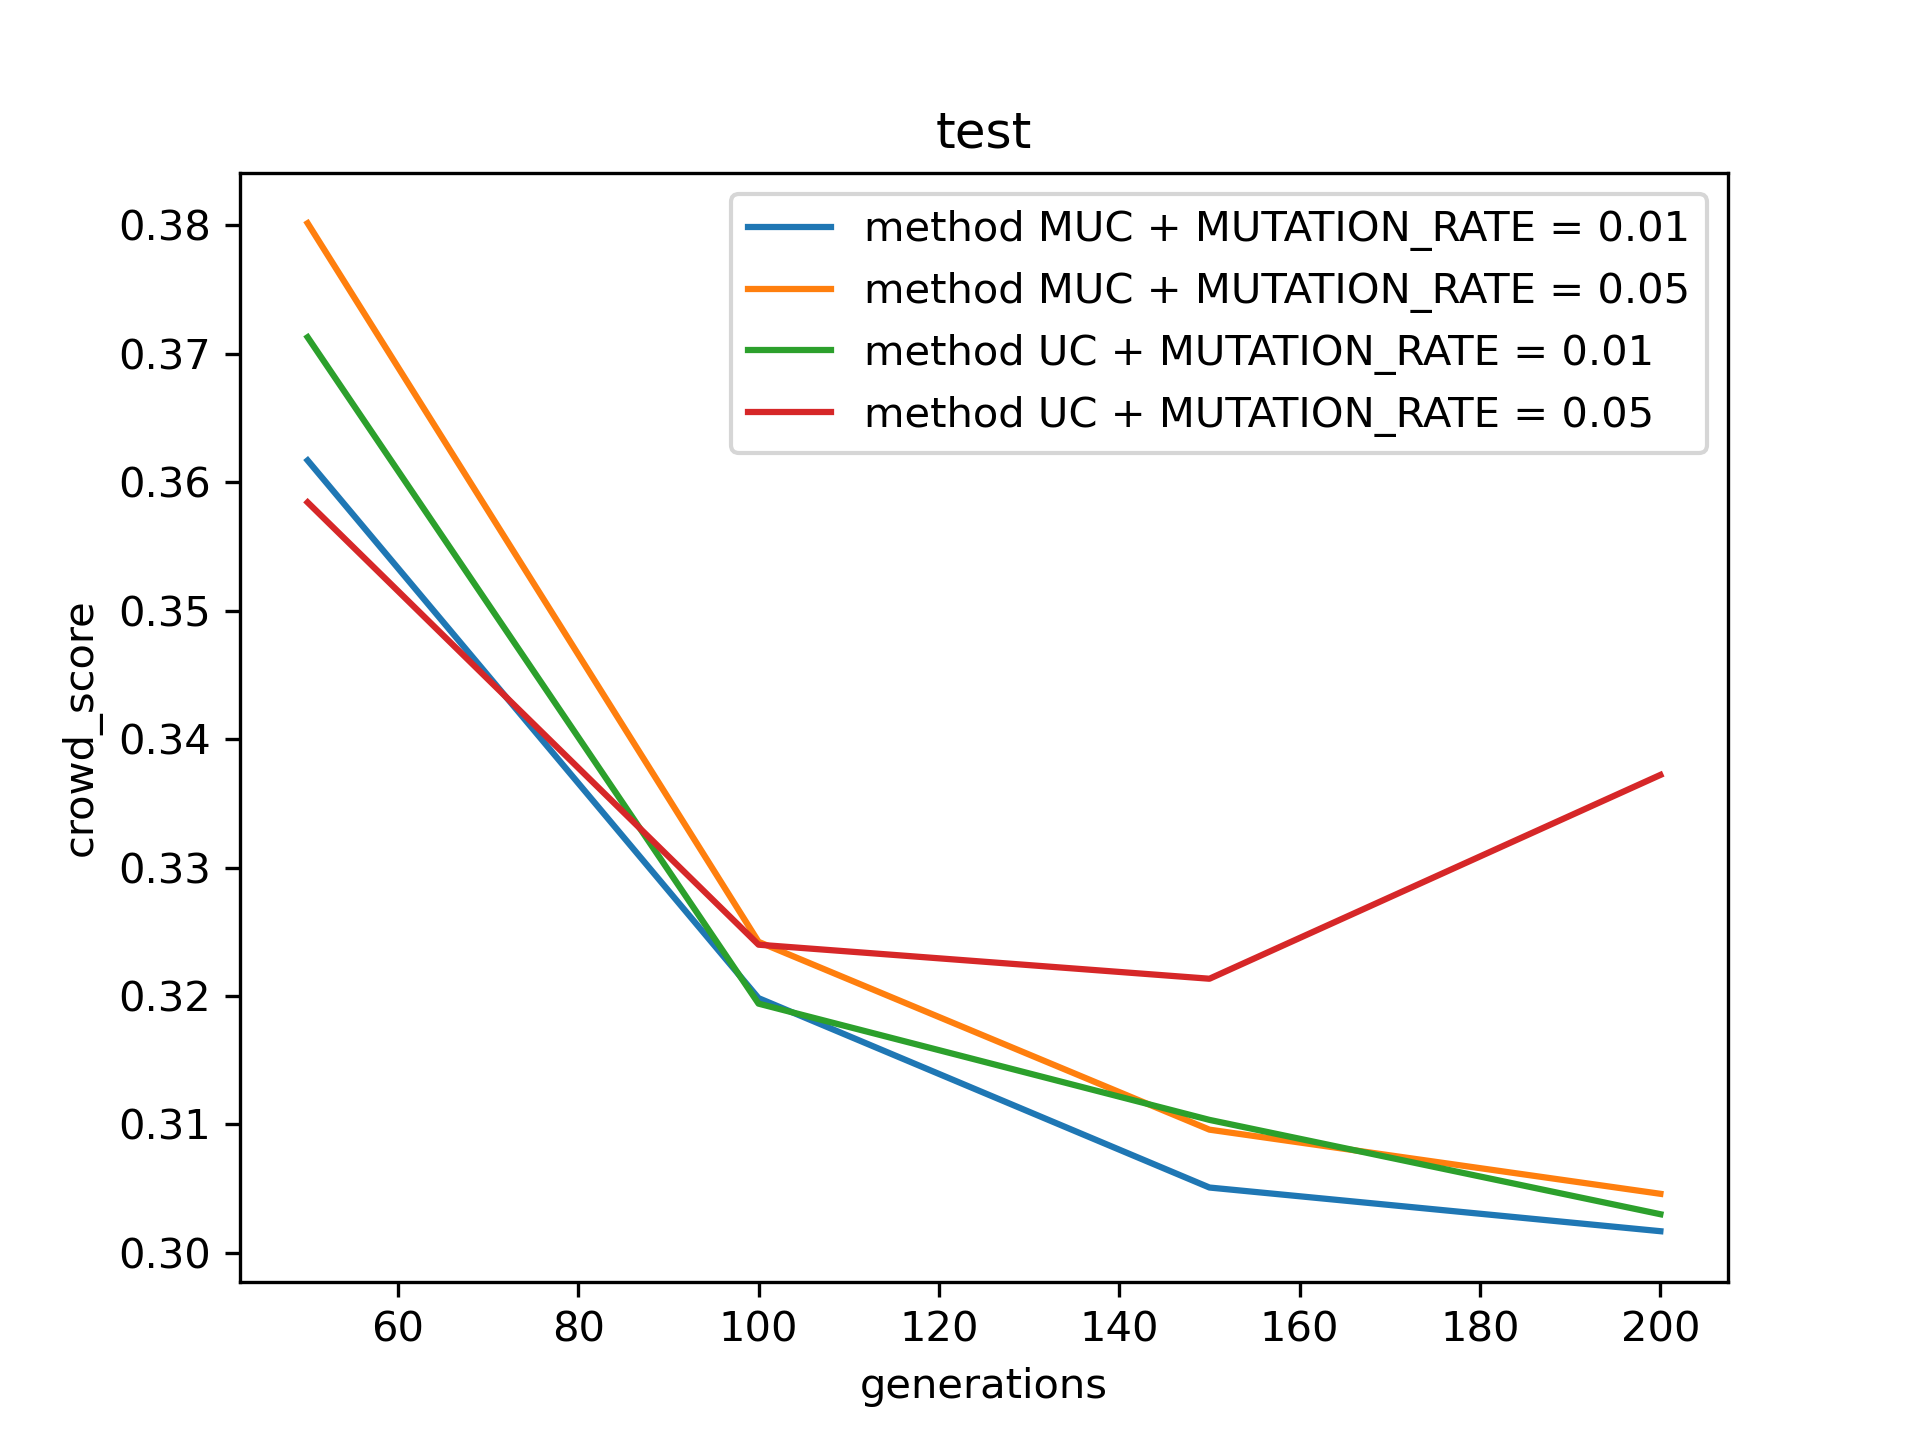 test
method MUC + MUTATION_RATE = 0.01
method MUC + MUTATION_RATE = 0.05
method UC + MUTATION_RATE = 0.01
method UC + MUTATION_RATE = 0.05
crowd_score
0.38
0.37
0.36
0.35
0.34
0.33
0.32
0.31
0.30
60 80 100 120 140 160 180 200
generations